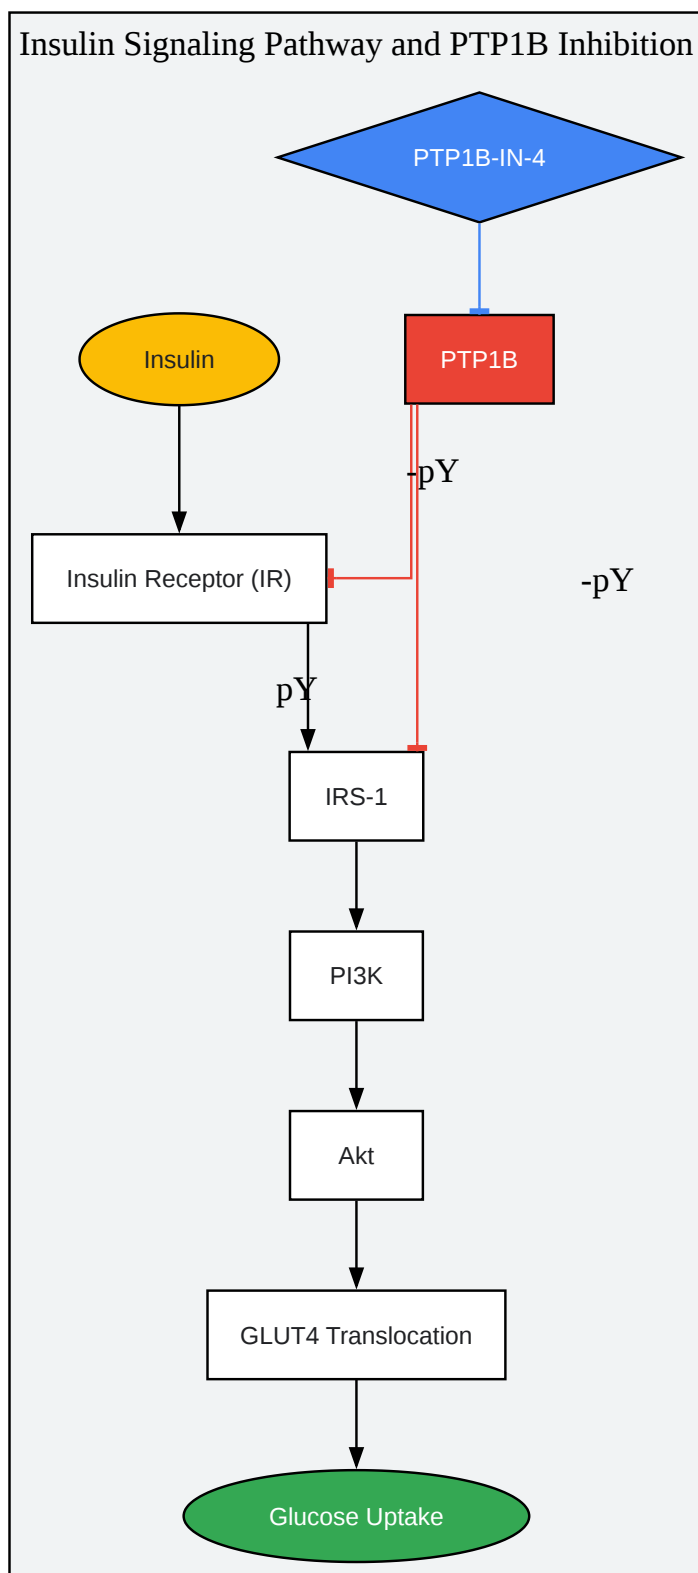 Insulin Signaling Pathway and PTP1B Inhibition
PTP1B-IN-4
Insulin
PTP1B
-pY
Insulin Receptor (IR)
-pY
pY
IRS-1
PI3K
Akt
GLUT4 Translocation
Glucose Uptake